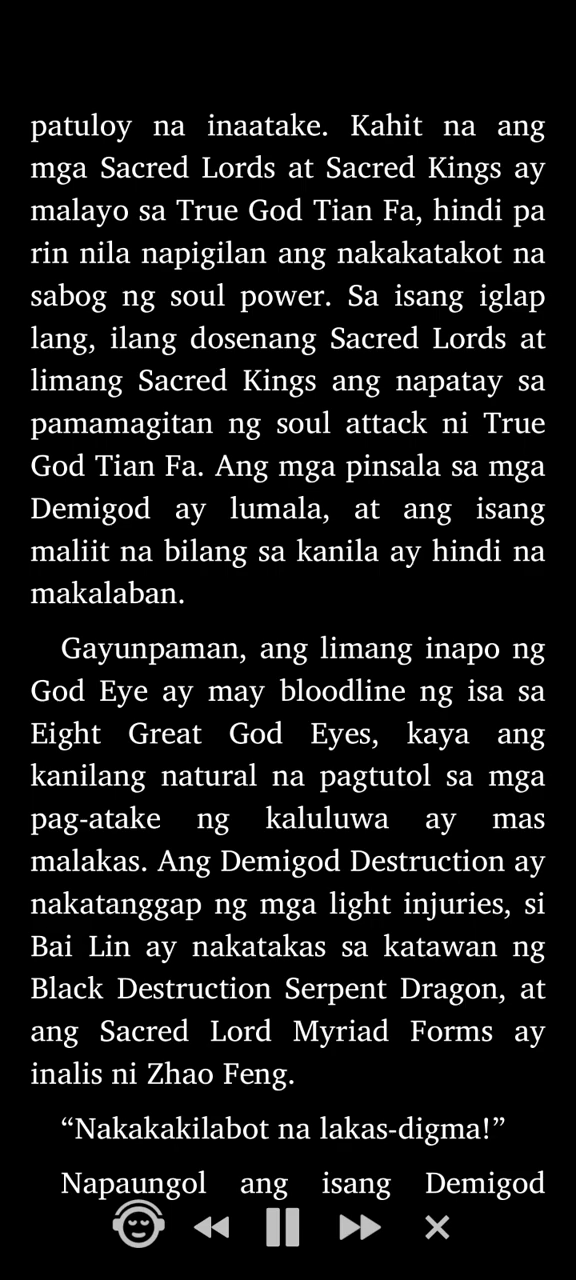 patuloy na inaatake. Kahit na ang
mga Sacred Lords at Sacred Kings ay
malayo sa True God Tian Fa, hindi pa
rin nila napigilan ang nakakatakot na
sabog ng soul power. Sa isang iglap
lang, ilang dosenang Sacred Lords at
limang Sacred Kings ang napatay sa
pamamagitan ng soul attack ni True
God Tian Fa. Ang mga pinsala sa mga
Demigod ay lumala, at ang isang
maliit na bilang sa kanila ay hindi na
makalaban.
Gayunpaman, ang limang inapo ng
God Eye ay may bloodline ng isa sa
Eight Great God Eyes, kaya ang
kanilang natural na pagtutol sa mga
pag-atake ng kaluluwa ay mas
malakas. Ang Demigod Destruction ay
nakatanggap ng mga light injuries, si
Bai Lin ay nakatakas sa katawan ng
Black Destruction Serpent Dragon, at
ang Sacred Lord Myriad Forms ay
inalis ni Zhao Feng.
“Nakakakilabot na lakas-digma!”
Napaungol ang isang Demigod